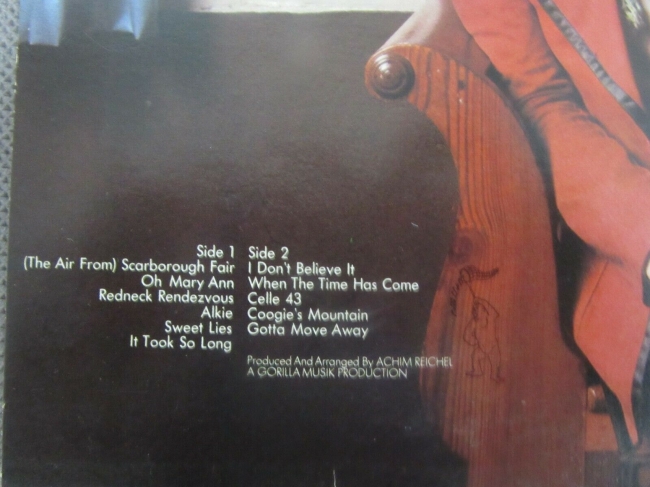 Side 1
(The Air From) Scarborough Fair
Oh Mary Ann
Redneck Rendezvous
Alkie
Sweet Lies
It Took So Long
Side 2
I Don't Believe It
When The Time Has Come
Celle 43
Coogie's Mountain
Gotta Move Away
Produced And Arranged By ACHIM REICHEL
A GORILLA MUSIK PRODUCTION